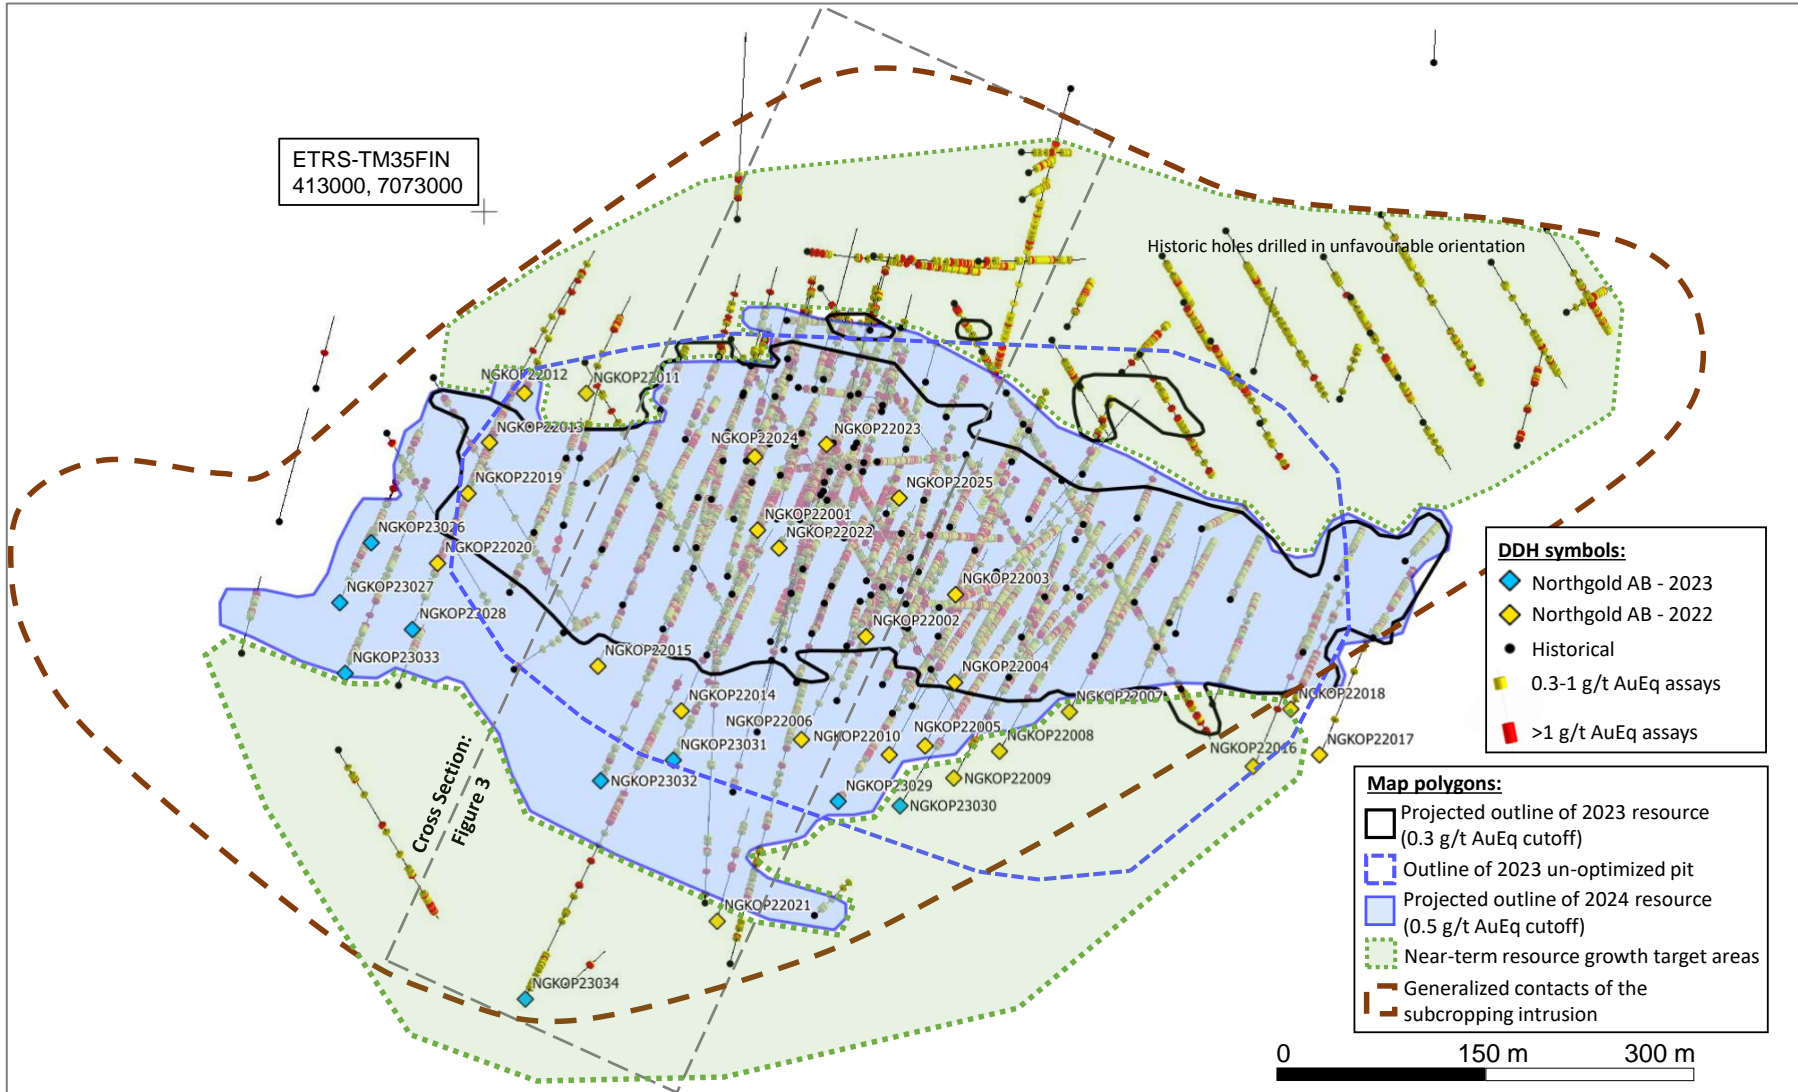 ETRS-TM35FIN
413000, 7073000
Historic holes drilled in unfavourable orientation
NGKOP22012
NGKOP22011
NGKOP22013
NGKOP22024
NGKOP22023
NGKOP22019
NGKOP22025
NGKOP22001
NGKOP23026
NGKOP22022
NGKOP22020
NGKOP22003
NGKOP23027
NGKOP23028
NGKOP22002
NGKOP22015
NGKOP23033
NGKOP22004
NGKOP22014
NGKOP22007
NGKOP22018
NGKOP22006
NGKOP22005
NGKOP22010
NGKOP23031
NGKOP22008
NGKOP22016
NGKOP22017
NGKOP23032
NGKOP22009
NGKOP23029
NGKOP23030
NGKOP22021
NGKOP23034
Cross Section:
Figure 3
DDH symbols:
Northgold AB - 2023
Northgold AB - 2022
Historical
0.3-1 g/t AuEq assays
>1 g/t AuEq assays
Map polygons:
Projected outline of 2023 resource
(0.3 g/t AuEq cutoff)
Outline of 2023 un-optimized pit
Projected outline of 2024 resource
(0.5 g/t AuEq cutoff)
Near-term resource growth target areas
Generalized contacts of the
subcropping intrusion
0 150 m 300 m